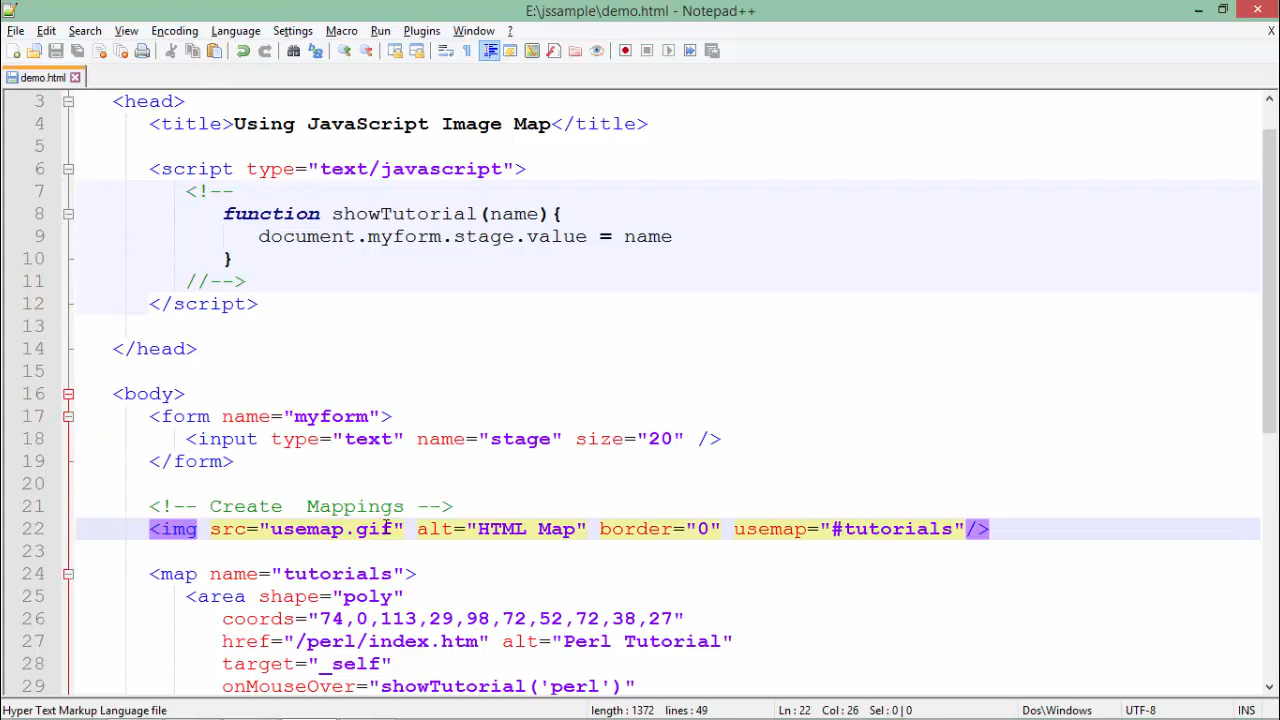 E:\jssample\demo.html - Notepad++
File Edit Search View Encoding Language Settings Macro Run Plugins Window ? X
demo.html
3 <head>
4 <title>Using JavaScript Image Map</title>
5
6 <script type="text/javascript">
7 <!--
8 function showTutorial(name){
9 document.myform.stage.value = name
10 }
11 //-->
12 </script>
13
14 </head>
15
16 <body>
17 <form name="myform">
18 <input type="text" name="stage" size="20" />
19 </form>
20
21 <!-- Create  Mappings -->
22 <img src="usemap.gif" alt="HTML Map" border="0" usemap="#tutorials"/>
23
24 <map name="tutorials">
25 <area shape="poly"
26 coords="74,0,113,29,98,72,52,72,38,27"
27 href="/perl/index.htm" alt="Perl Tutorial"
28 target="_self"
29 onMouseOver="showTutorial('perl')"
Hyper Text Markup Language file length : 1372 lines : 49 Ln : 22 Col : 26 Sel : 0 | 0 Dos\Windows UTF-8 INS